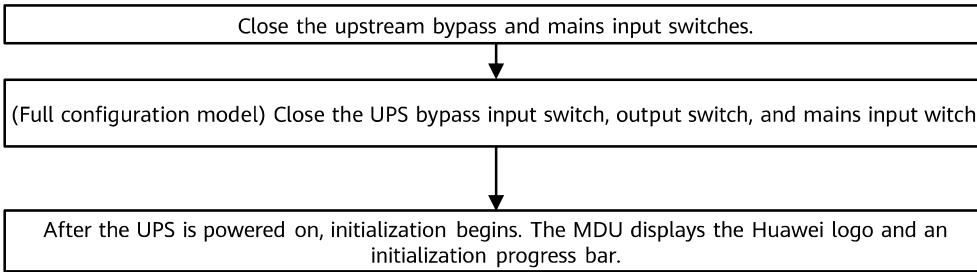 Close the upstream bypass and mains input switches.
(Full configuration model) Close the UPS bypass input switch, output switch, and mains input witch
After the UPS is powered on, initialization begins. The MDU displays the Huawei logo and an
initialization progress bar.